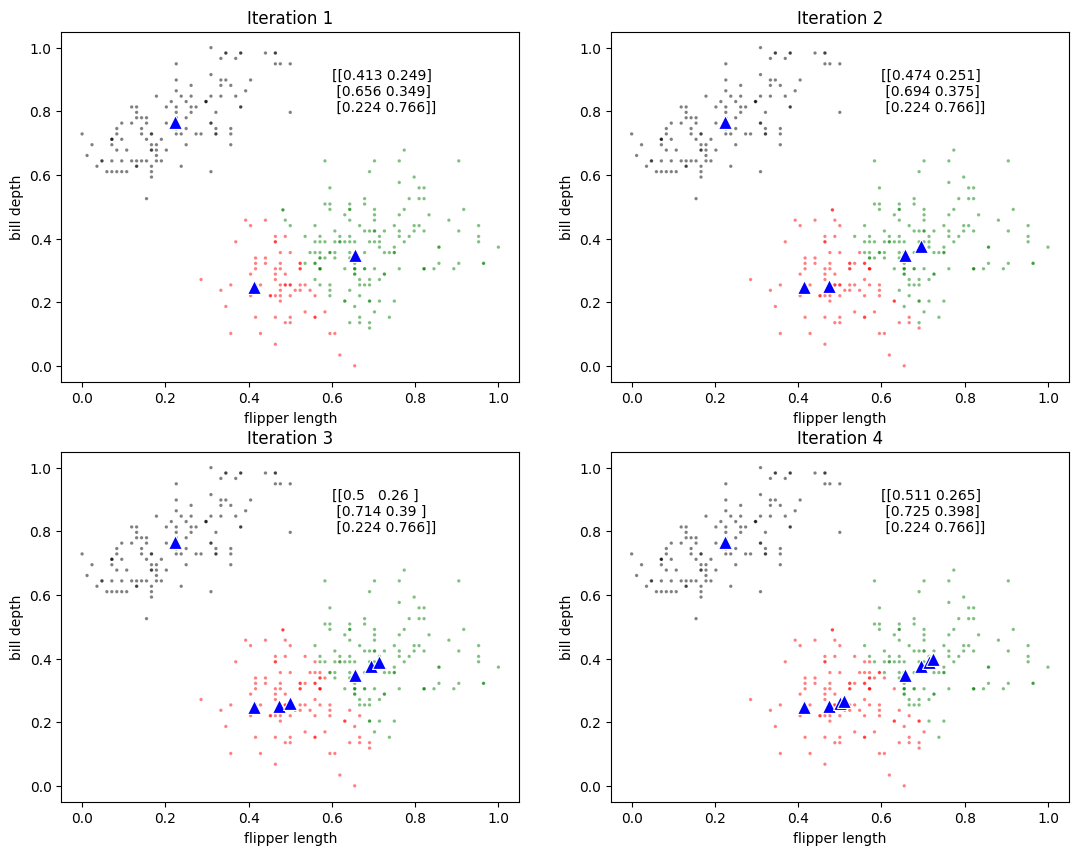 Iteration 1
[[0.413 0.249]
[0.656 0.349]
[0.224 0.766]]
bill depth
1.0
0.8
0.6
0.4
0.2
0.0
0.0 0.2 0.4 0.6 0.8 1.0
flipper length
Iteration 2
[[0.474 0.251]
[0.694 0.375]
[0.224 0.766]]
bill depth
1.0
0.8
0.6
0.4
0.2
0.0
0.0 0.2 0.4 0.6 0.8 1.0
flipper length
Iteration 3
[[0.5   0.26 ]
[0.714 0.39 ]
[0.224 0.766]]
bill depth
1.0
0.8
0.6
0.4
0.2
0.0
0.0 0.2 0.4 0.6 0.8 1.0
flipper length
Iteration 4
[[0.511 0.265]
[0.725 0.398]
[0.224 0.766]]
bill depth
1.0
0.8
0.6
0.4
0.2
0.0
0.0 0.2 0.4 0.6 0.8 1.0
flipper length